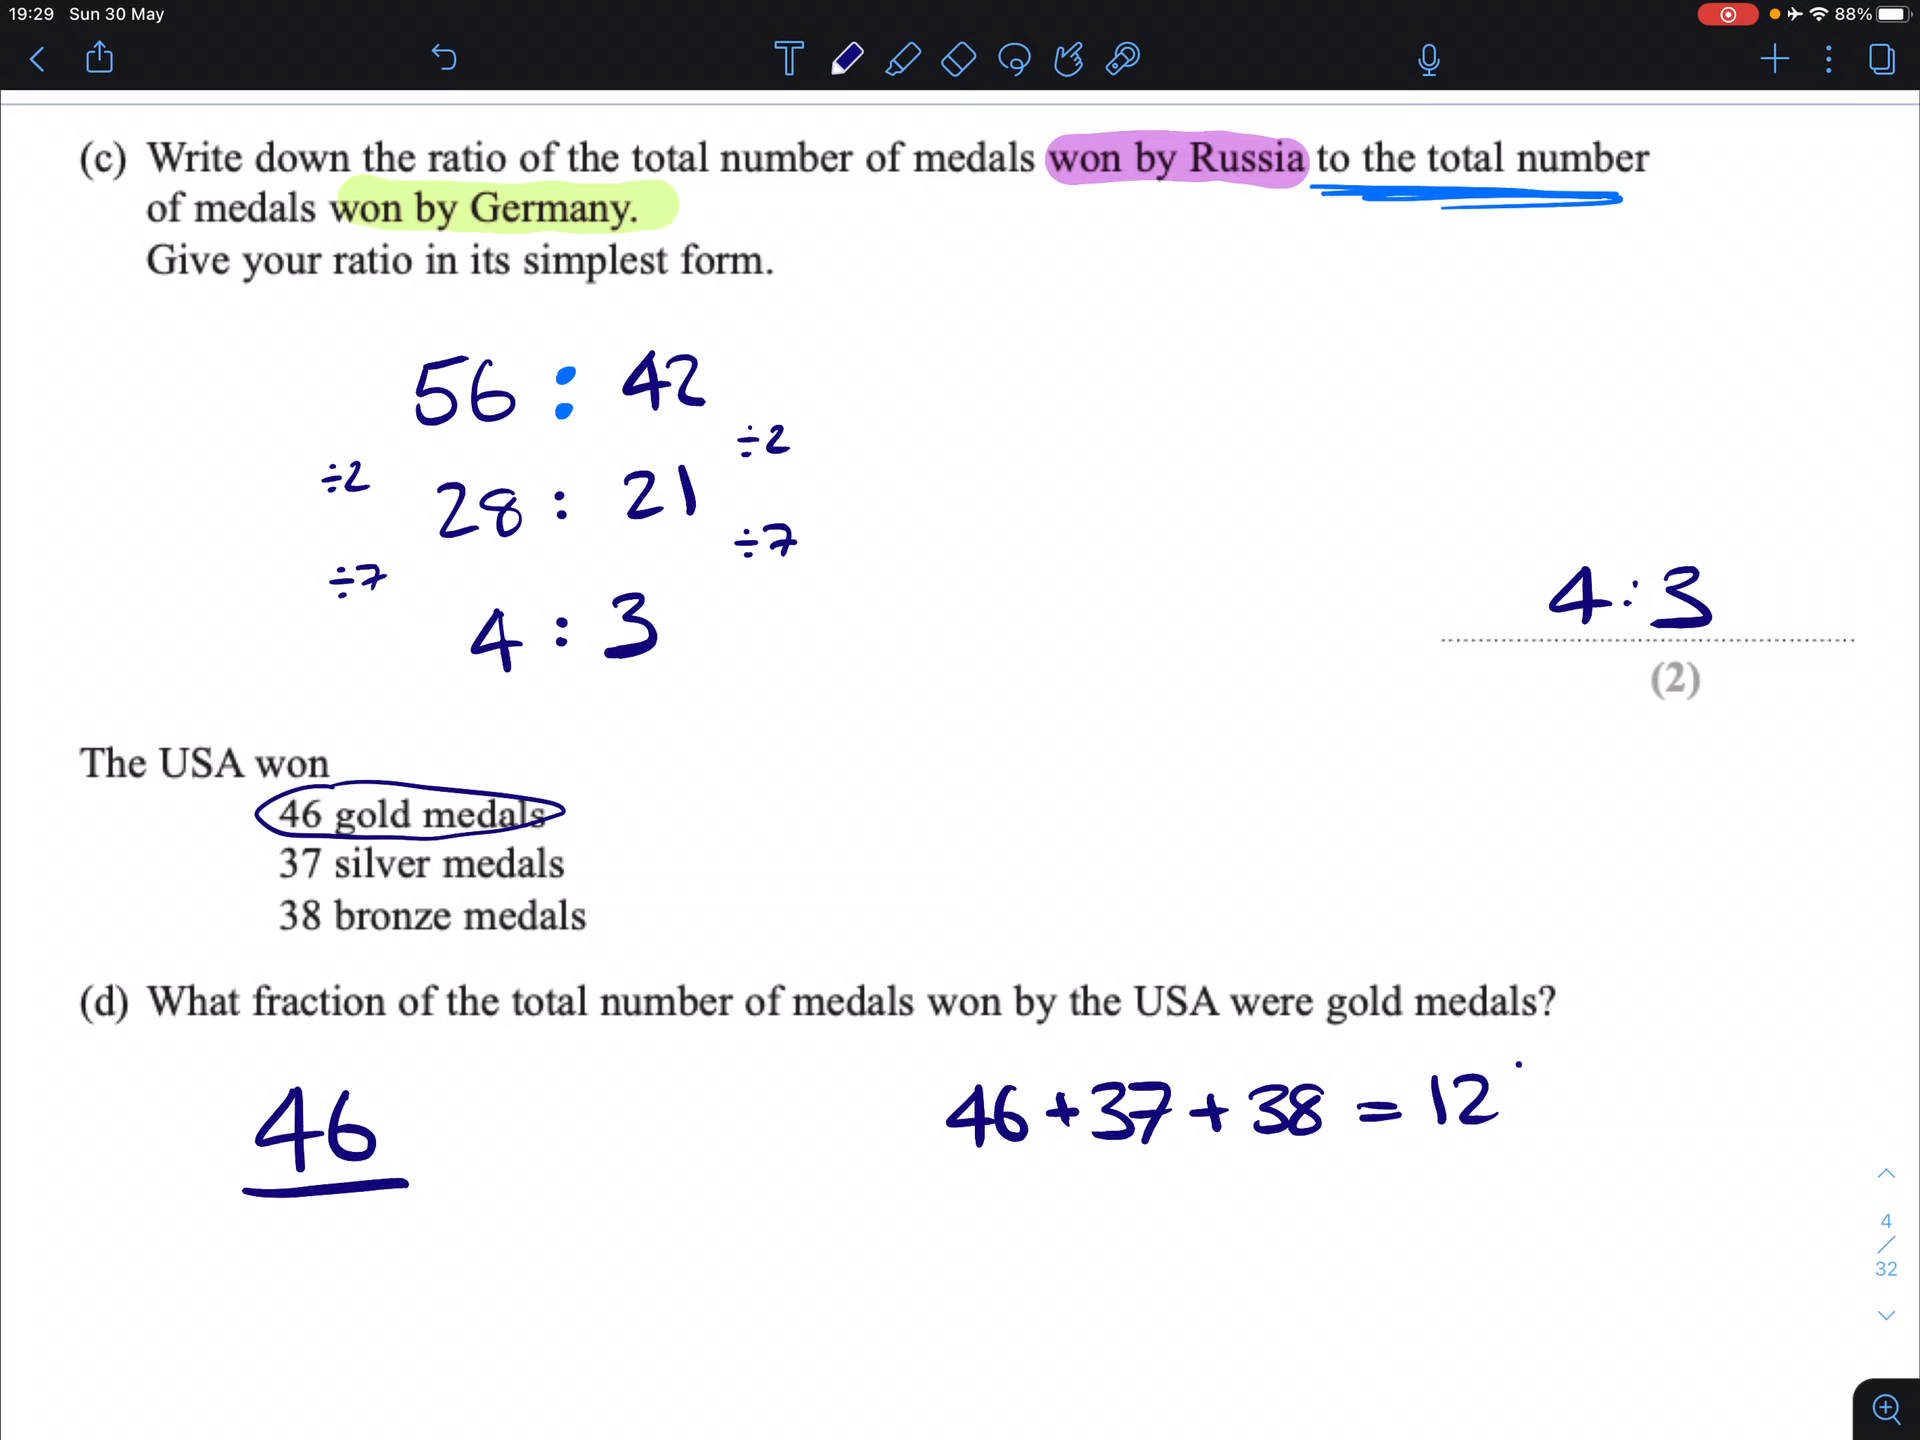 19:29 Sun 30 May
88%
(c) Write down the ratio of the total number of medals won by Russia to the total number
of medals won by Germany.
Give your ratio in its simplest form.
56 : 42
÷2 ÷2
28 : 21
÷7 ÷7
4 : 3
4:3
(2)
The USA won
46 gold medals
37 silver medals
38 bronze medals
(d) What fraction of the total number of medals won by the USA were gold medals?
46
46 + 37 + 38 = 12
4
/
32